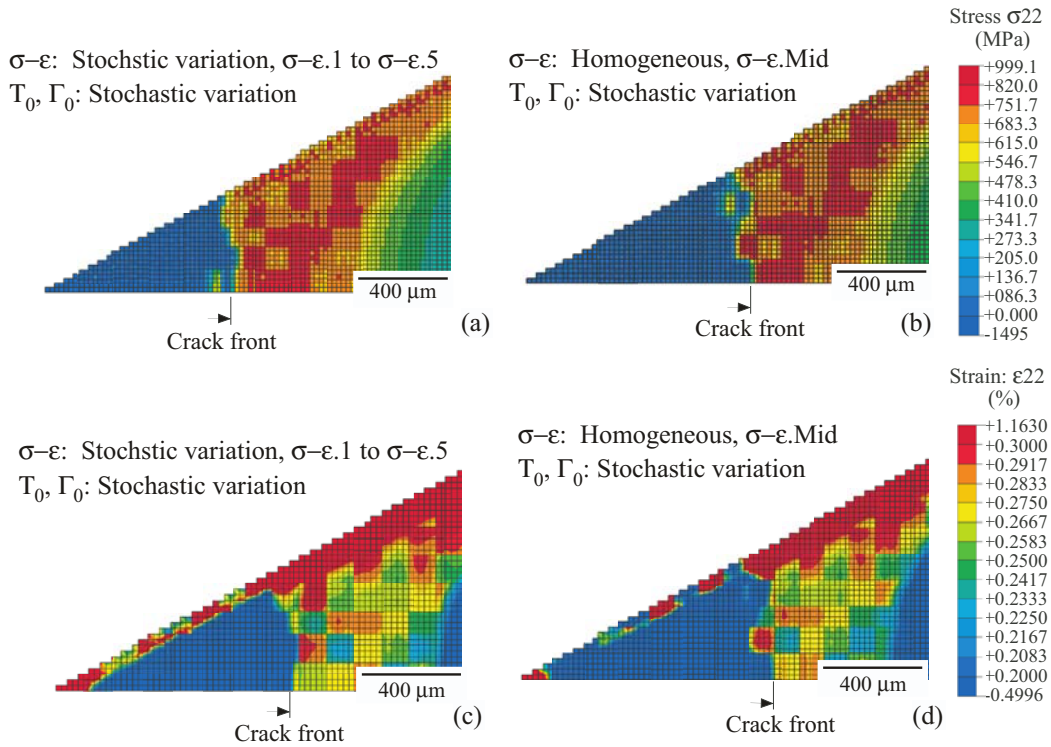 σ–ε: Stochstic variation, σ–ε.1 to σ–ε.5
T₀, Γ₀: Stochastic variation
400 μm
Crack front
(a)
σ–ε: Homogeneous, σ–ε.Mid
T₀, Γ₀: Stochastic variation
400 μm
Crack front
(b)
Stress σ22
(MPa)
+999.1
+820.0
+751.7
+683.3
+615.0
+546.7
+478.3
+410.0
+341.7
+273.3
+205.0
+136.7
+086.3
+0.000
-1495
σ–ε: Stochstic variation, σ–ε.1 to σ–ε.5
T₀, Γ₀: Stochastic variation
400 μm
Crack front
(c)
σ–ε: Homogeneous, σ–ε.Mid
T₀, Γ₀: Stochastic variation
400 μm
Crack front
(d)
Strain: ε22
(%)
+1.1630
+0.3000
+0.2917
+0.2833
+0.2750
+0.2667
+0.2583
+0.2500
+0.2417
+0.2333
+0.2250
+0.2167
+0.2083
+0.2000
-0.4996